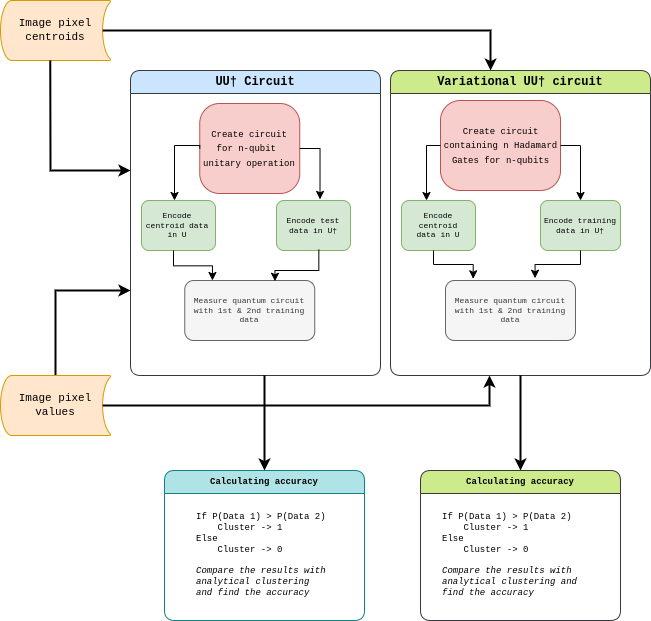 Image pixel
centroids
UU† Circuit
Create circuit
for n-qubit
unitary operation
Encode
centroid data
in U
Encode test
data in U†
Measure quantum circuit
with 1st & 2nd training
data
Variational UU† circuit
Create circuit
containing n Hadamard
Gates for n-qubits
Encode
centroid
data in U
Encode training
data in U†
Measure quantum circuit
with 1st & 2nd training
data
Image pixel
values
Calculating accuracy
If P(Data 1) > P(Data 2)
Cluster -> 1
Else
Cluster -> 0
Compare the results with
analytical clustering
and find the accuracy
Calculating accuracy
If P(Data 1) > P(Data 2)
Cluster -> 1
Else
Cluster -> 0
Compare the results with
analytical clustering and
find the accuracy